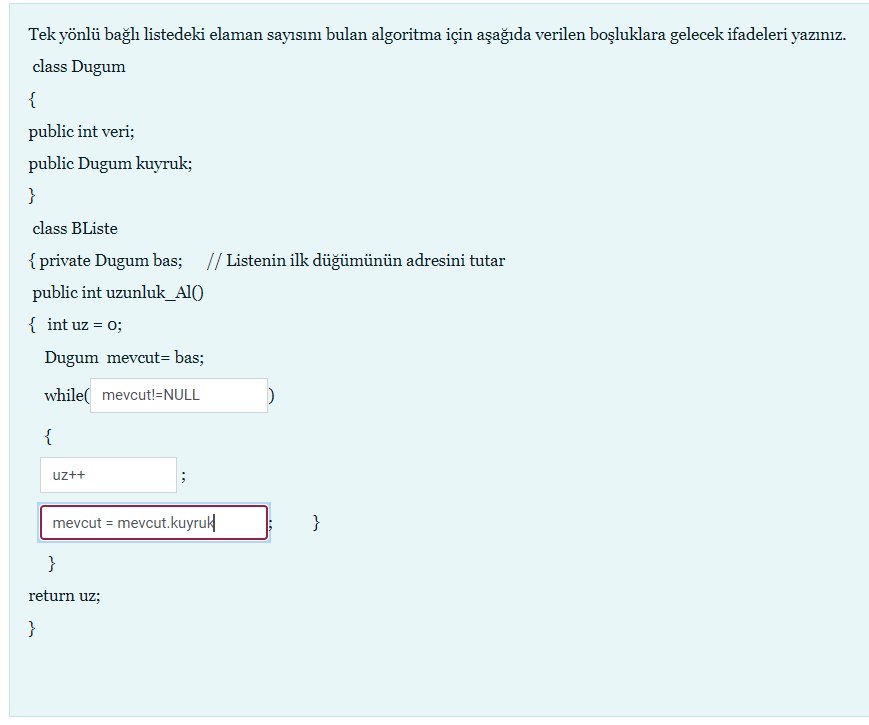 Tek yönlü bağlı listedeki elaman sayısını bulan algoritma için aşağıda verilen boşluklara gelecek ifadeleri yazınız.
class Dugum
{
public int veri;
public Dugum kuyruk;
}
class BListe
{ private Dugum bas; // Listenin ilk düğümünün adresini tutar
public int uzunluk_Al()
{ int uz = 0;
Dugum mevcut= bas;
while( mevcut!=NULL )
{
uz++ ;
mevcut = mevcut.kuyruk ; }
}
return uz;
}